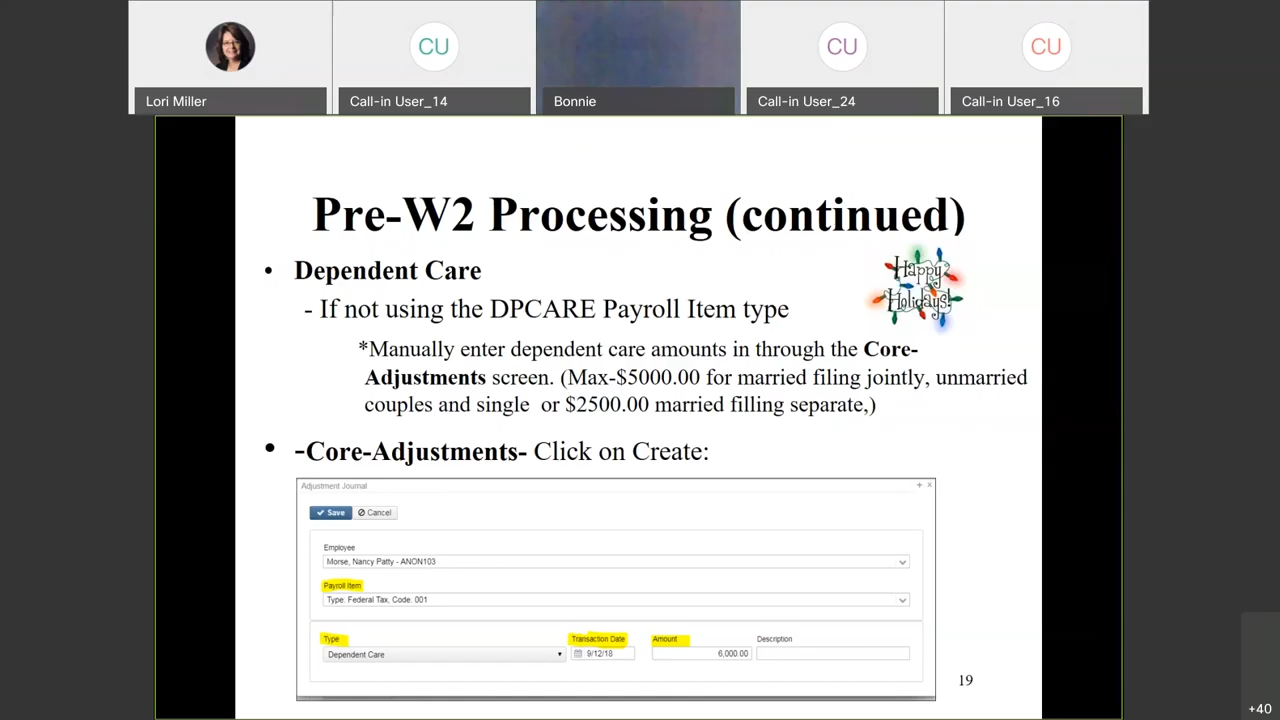 Lori Miller
CU
Call-in User_14
Bonnie
CU
Call-in User_24
CU
Call-in User_16
Pre-W2 Processing (continued)
Happy
Holidays!
• Dependent Care
- If not using the DPCARE Payroll Item type
*Manually enter dependent care amounts in through the Core-
Adjustments screen. (Max-$5000.00 for married filing jointly, unmarried
couples and single or $2500.00 married filling separate,)
• -Core-Adjustments- Click on Create:
Adjustment Journal
Save Cancel
Employee
Morse, Nancy Patty - ANON103
Payroll Item
Type: Federal Tax, Code: 001
Type Transaction Date Amount Description
Dependent Care 9/12/18 6,000.00
19
+40